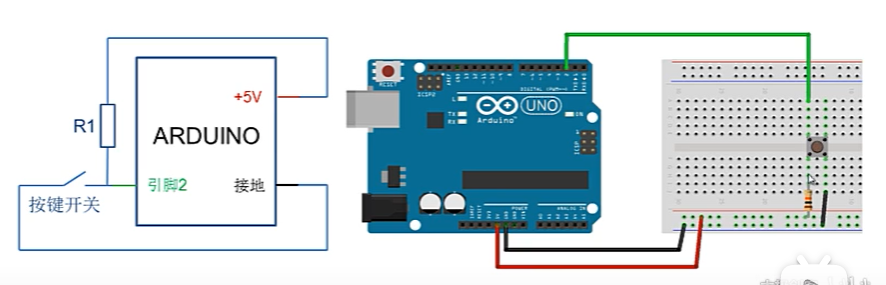 R1
+5V
ARDUINO
引脚2
接地
按键开关
RESET
ICSP2
L
TX
RX
Arduino
UNO
DIGITAL (PWM~)
ON
ICSP
POWER
ANALOG IN